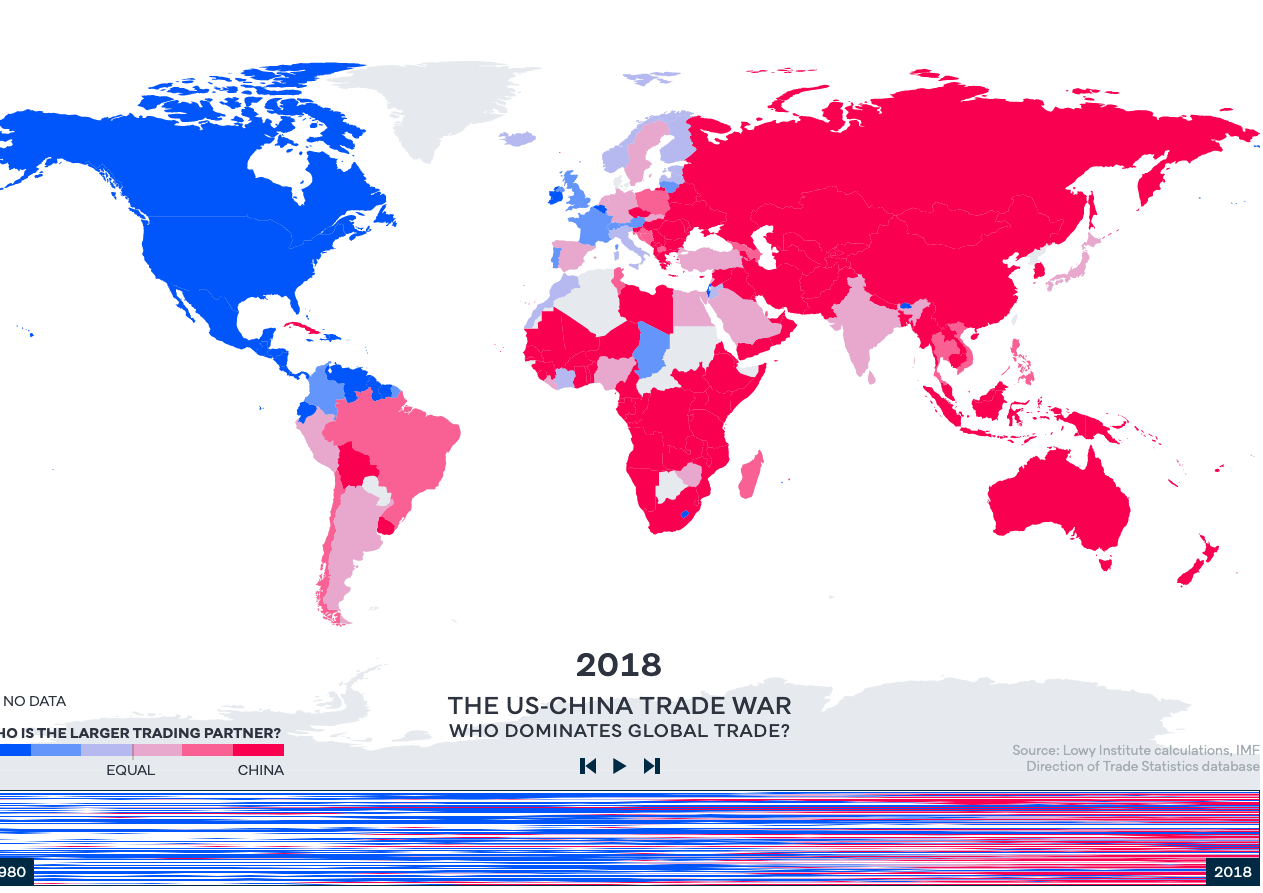 2018
THE US-CHINA TRADE WAR
WHO DOMINATES GLOBAL TRADE?
NO DATA
HO IS THE LARGER TRADING PARTNER?
EQUAL
CHINA
Source: Lowy Institute calculations, IMF
Direction of Trade Statistics database
980
2018